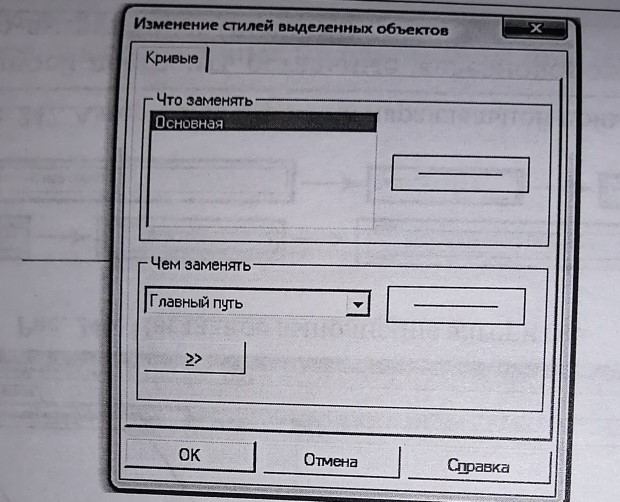 Изменение стилей выделенных объектов
Кривые
Что заменять
Основная
Чем заменять
Главный путь
>>
OK
Отмена
Справка